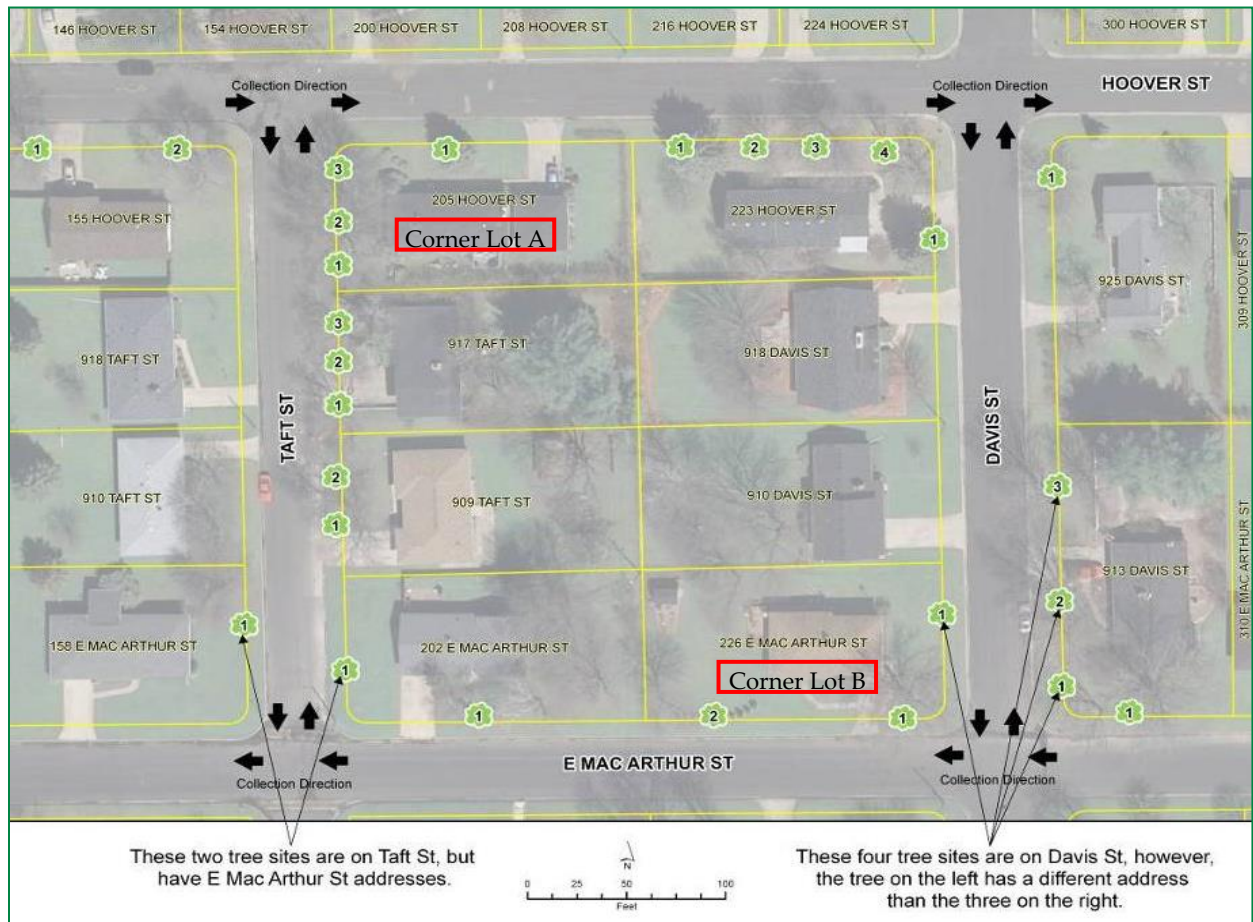 146 HOOVER ST 154 HOOVER ST 200 HOOVER ST 208 HOOVER ST 216 HOOVER ST 224 HOOVER ST 300 HOOVER ST
Collection Direction Collection Direction HOOVER ST
1 2 1 1 2 3 4
3 1
155 HOOVER ST 205 HOOVER ST 223 HOOVER ST
2
Corner Lot A
1
1
925 DAVIS ST
309 HOOVER ST
3
918 TAFT ST 917 TAFT ST 918 DAVIS ST
2
1
TAFT ST DAVIS ST
2 3
910 TAFT ST 909 TAFT ST 910 DAVIS ST
1
913 DAVIS ST
310 E MAC ARTHUR ST
2
1 1
158 E MAC ARTHUR ST 202 E MAC ARTHUR ST 226 E MAC ARTHUR ST
1 Corner Lot B 1
1 2 1 1
E MAC ARTHUR ST
Collection Direction Collection Direction
These two tree sites are on Taft St, but
have E Mac Arthur St addresses.
N
0 25 50 100
Feet
These four tree sites are on Davis St, however,
the tree on the left has a different address
than the three on the right.